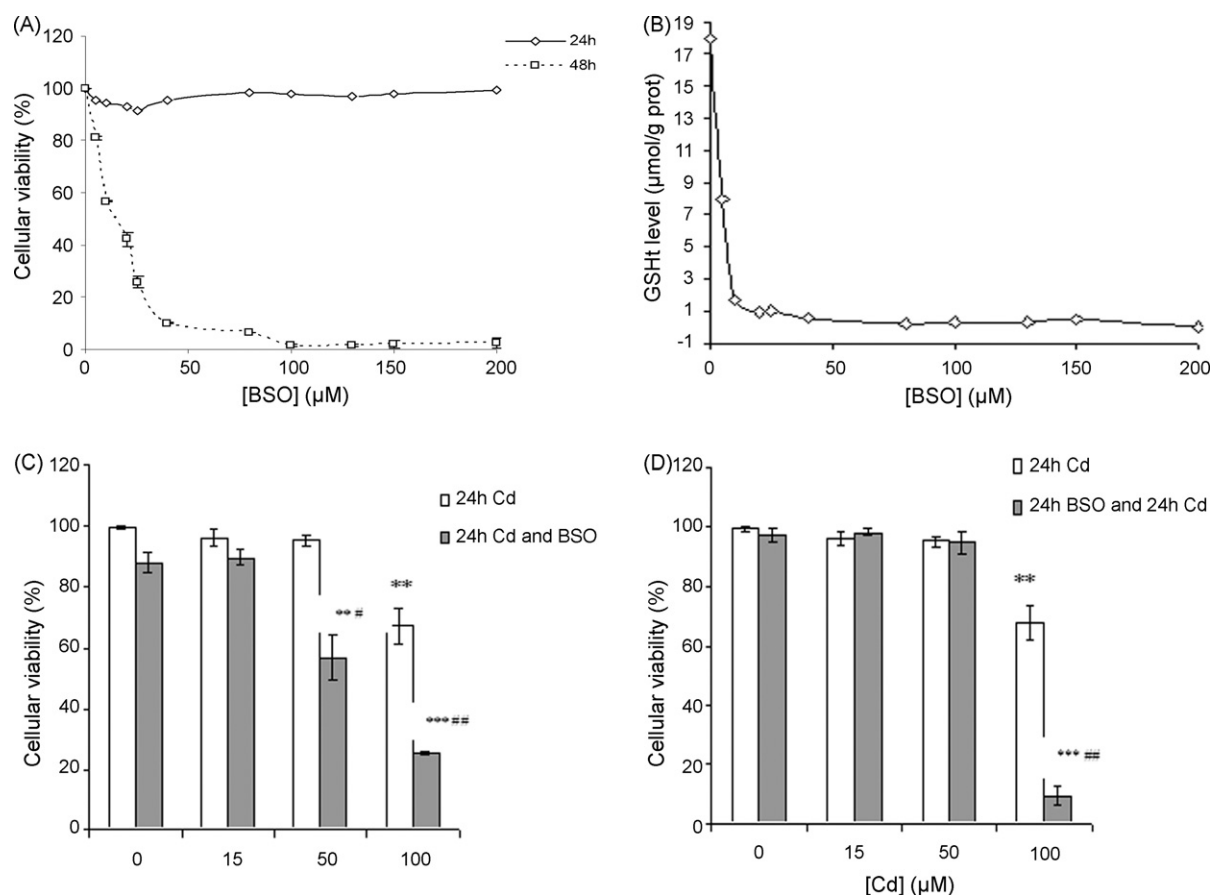 (A)
120
100
80
60
40
20
0
Cellular viability (%)
0 50 100 150 200
[BSO] (µM)
24h
48h
(B)
19
17
15
13
11
9
7
5
3
1
-1
GSHt level (µmol/g prot)
0 50 100 150 200
[BSO] (µM)
(C)
120
100
80
60
40
20
0
Cellular viability (%)
24h Cd
24h Cd and BSO
** #
**
*** ##
0 15 50 100
(D)
120
100
80
60
40
20
0
Cellular viability (%)
24h Cd
24h BSO and 24h Cd
**
*** ##
0 15 50 100
[Cd] (µM)